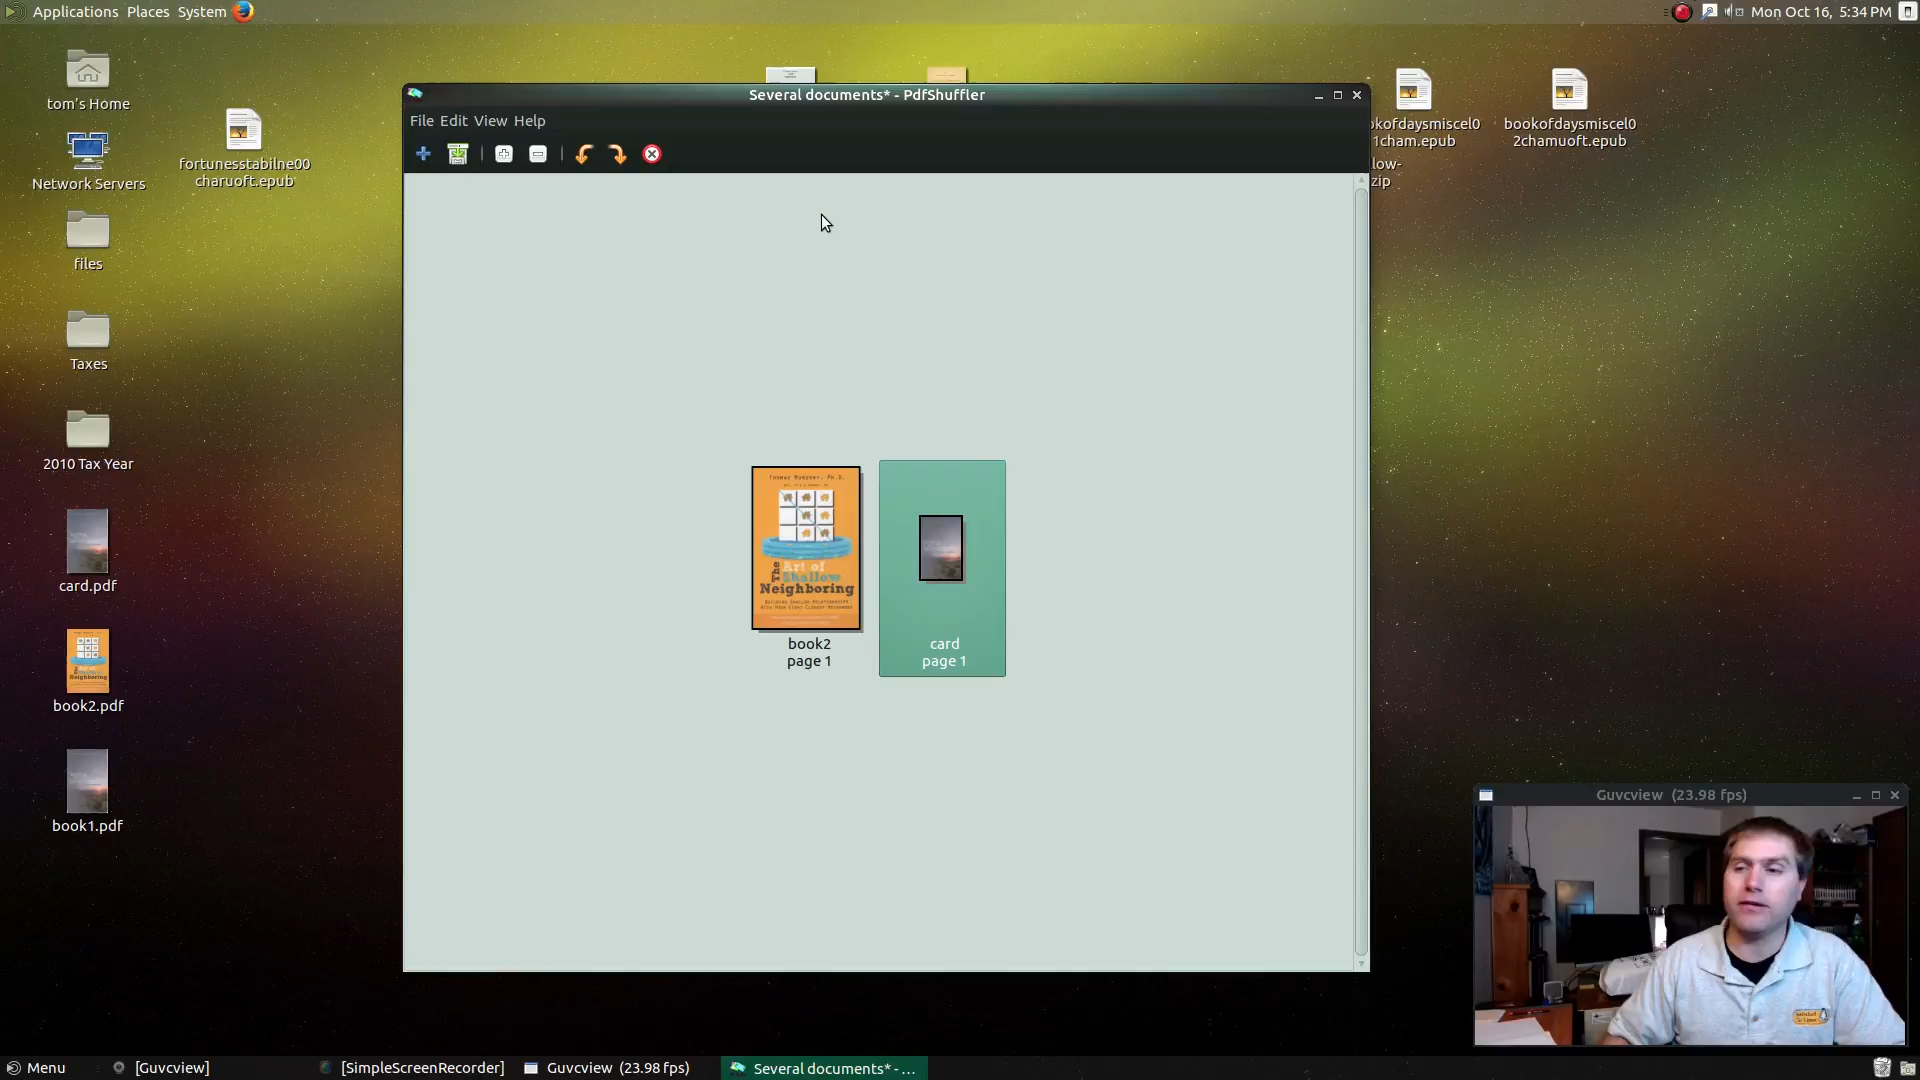 Applications Places System
Mon Oct 16, 5:34 PM
tom's Home
Network Servers
files
Taxes
2010 Tax Year
card.pdf
book2.pdf
book1.pdf
fortunesstabilne00
charuoft.epub
Several documents* - PdfShuffler
File Edit View Help
The Art of
Shallow
Neighboring
book2
page 1
card
page 1
okofdaysmiscel0
1cham.epub
low-
zip
bookofdaysmiscel0
2chamuoft.epub
Guvcview (23.98 fps)
Menu
[Guvcview]
[SimpleScreenRecorder]
Guvcview (23.98 fps)
Several documents* - ...